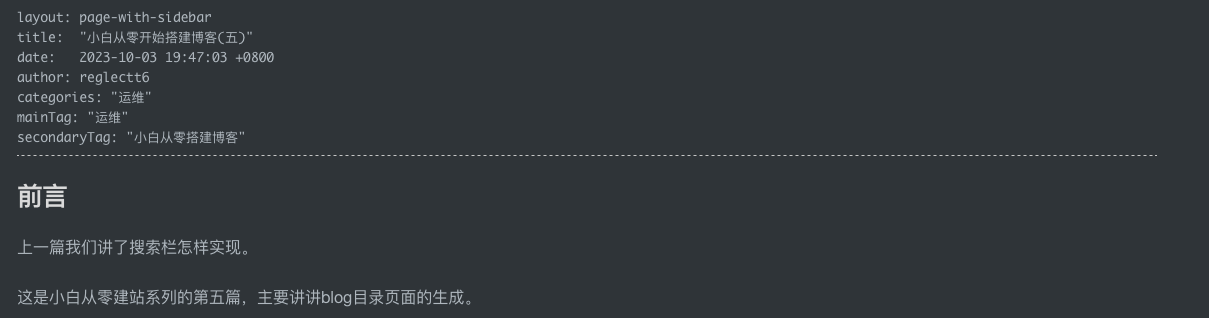 layout: page-with-sidebar
title:  "小白从零开始搭建博客(五)"
date:   2023-10-03 19:47:03 +0800
author: reglectt6
categories: "运维"
mainTag: "运维"
secondaryTag: "小白从零搭建博客"
前言
上一篇我们讲了搜索栏怎样实现。
这是小白从零建站系列的第五篇，主要讲讲blog目录页面的生成。